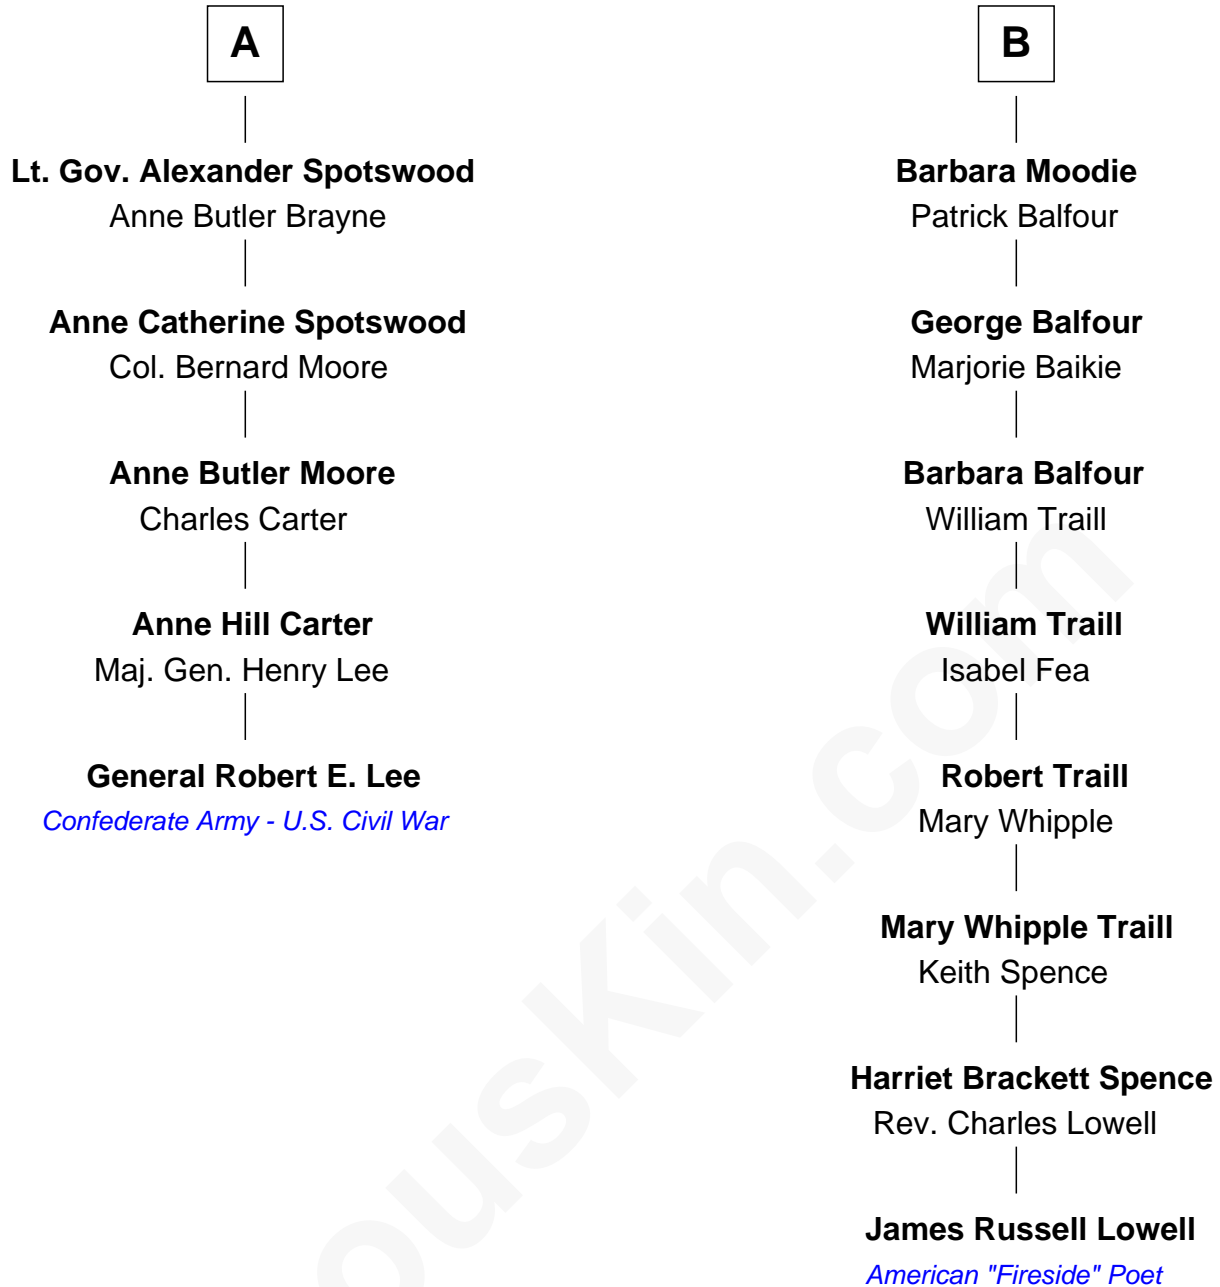 A
Lt. Gov. Alexander Spotswood
Anne Butler Brayne
Anne Catherine Spotswood
Col. Bernard Moore
Anne Butler Moore
Charles Carter
Anne Hill Carter
Maj. Gen. Henry Lee
General Robert E. Lee
Confederate Army - U.S. Civil War
B
Barbara Moodie
Patrick Balfour
George Balfour
Marjorie Baikie
Barbara Balfour
William Traill
William Traill
Isabel Fea
Robert Traill
Mary Whipple
Mary Whipple Traill
Keith Spence
Harriet Brackett Spence
Rev. Charles Lowell
James Russell Lowell
American "Fireside" Poet
ouskin.com